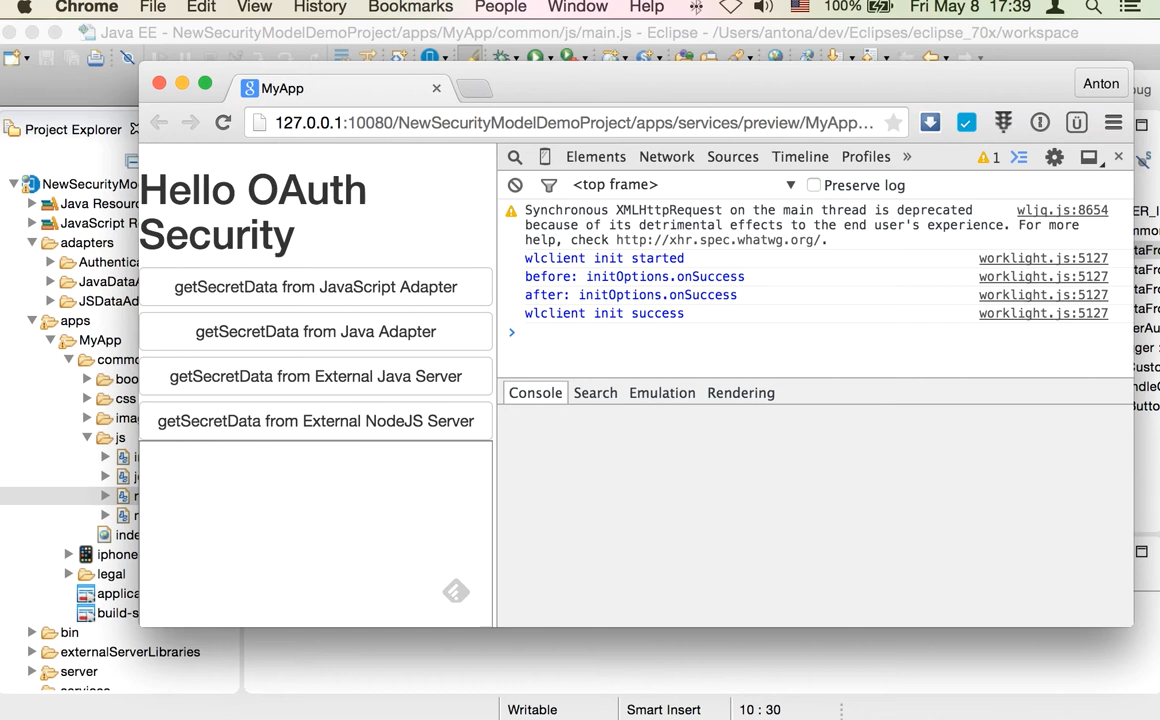 Chrome File Edit View History Bookmarks People Window Help 100% Fri May 8 17:39
Java EE - NewSecurityModelDemoProject/apps/MyApp/common/js/main.js - Eclipse - /Users/antona/dev/Eclipses/eclipse_70x/workspace
MyApp
Anton
127.0.0.1:10080/NewSecurityModelDemoProject/apps/services/preview/MyApp...
Project Explorer
NewSecurityMo
Java Resourc
JavaScript R
adapters
Authentica
JavaDataA
JSDataAd
apps
MyApp
commo
boo
css
ima
js
inde
iphone
legal
applica
build-s
bin
externalServerLibraries
server
services
Hello OAuth
Security
getSecretData from JavaScript Adapter
getSecretData from Java Adapter
getSecretData from External Java Server
getSecretData from External NodeJS Server
Elements Network Sources Timeline Profiles » 1
<top frame> Preserve log
Synchronous XMLHttpRequest on the main thread is deprecated wljq.js:8654
because of its detrimental effects to the end user's experience. For more
help, check http://xhr.spec.whatwg.org/.
wlclient init started worklight.js:5127
before: initOptions.onSuccess worklight.js:5127
after: initOptions.onSuccess worklight.js:5127
wlclient init success worklight.js:5127
Console Search Emulation Rendering
Writable Smart Insert 10 : 30